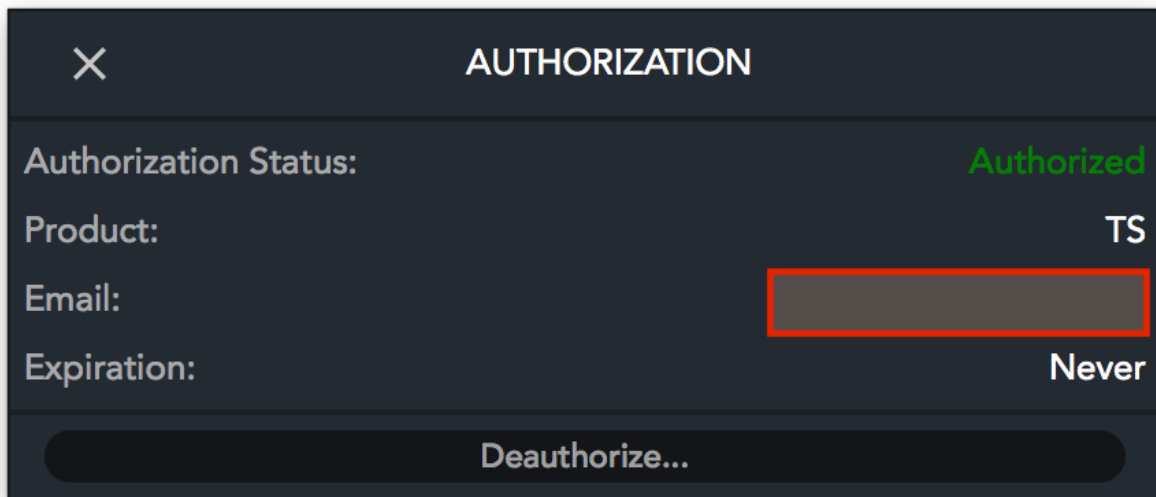 AUTHORIZATION
Authorization Status: Authorized
Product: TS
Email:
Expiration: Never
Deauthorize...